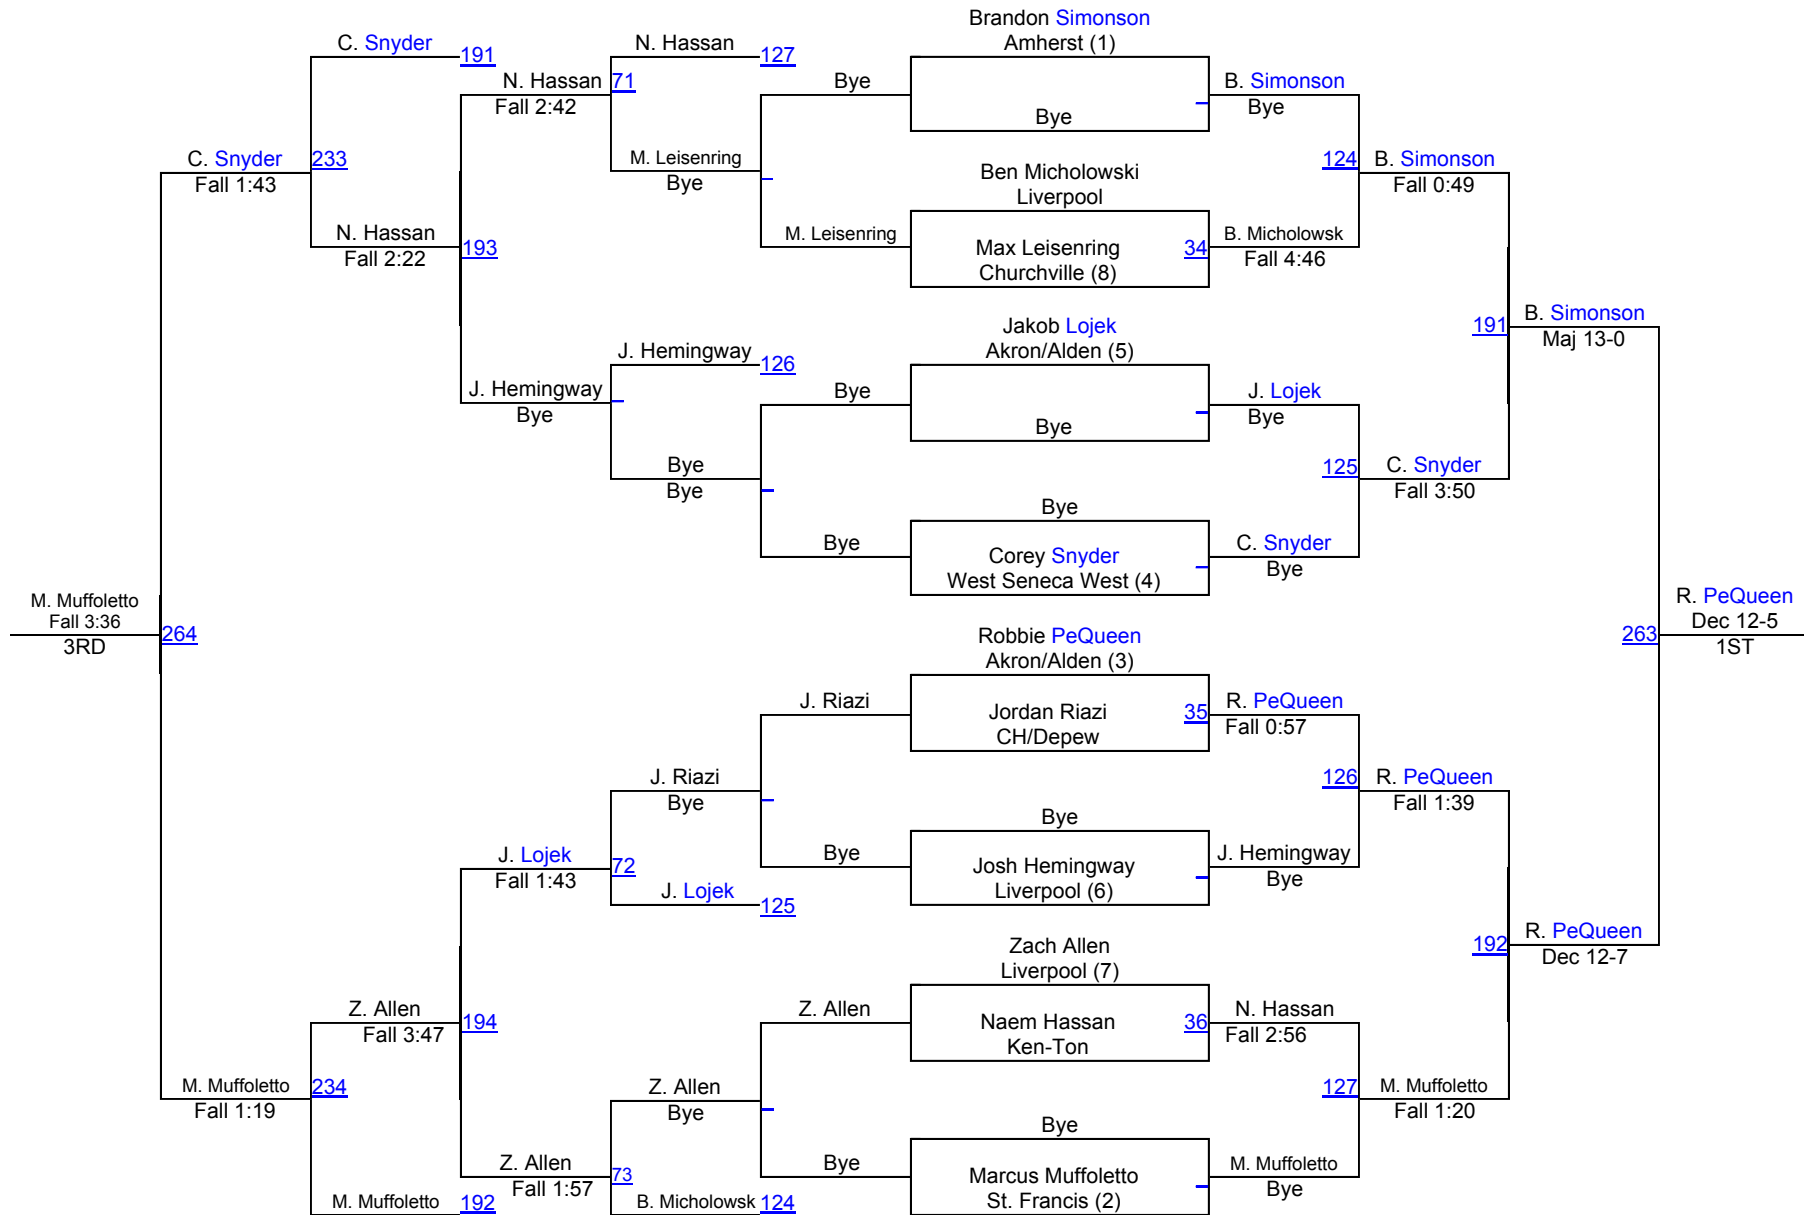 Brandon Simonson
C. Snyder
N. Hassan
Amherst (1)
191
127
N. Hassan
71
Bye
B. Simonson
Fall 2:42
Bye
Bye
C. Snyder
233
M. Leisenring
Ben Micholowski
124
B. Simonson
Fall 1:43
Bye
Liverpool
Fall 0:49
N. Hassan
193
M. Leisenring
Max Leisenring
34
B. Micholowsk
Fall 2:22
Churchville (8)
Fall 4:46
Jakob Lojek
191
B. Simonson
J. Hemingway
126
Akron/Alden (5)
Maj 13-0
J. Hemingway
Bye
J. Lojek
Bye
Bye
Bye
Bye
125
C. Snyder
Bye
Fall 3:50
Bye
Bye
Corey Snyder
C. Snyder
West Seneca West (4)
Bye
M. Muffoletto
R. PeQueen
Fall 3:36
264
Robbie PeQueen
263
Dec 12-5
3RD
Akron/Alden (3)
1ST
J. Riazi
Jordan Riazi
35
R. PeQueen
CH/Depew
Fall 0:57
J. Riazi
126
R. PeQueen
Bye
Fall 1:39
Bye
J. Lojek
72
Bye
Josh Hemingway
J. Hemingway
Fall 1:43
Liverpool (6)
Bye
J. Lojek
125
Zach Allen
192
R. PeQueen
Liverpool (7)
Dec 12-7
Z. Allen
194
Z. Allen
Naem Hassan
36
N. Hassan
Fall 3:47
Ken-Ton
Fall 2:56
M. Muffoletto
234
Z. Allen
127
M. Muffoletto
Fall 1:19
Bye
Fall 1:20
Bye
Z. Allen
73
Bye
Marcus Muffoletto
M. Muffoletto
Fall 1:57
St. Francis (2)
Bye
M. Muffoletto
192
B. Micholowsk
124